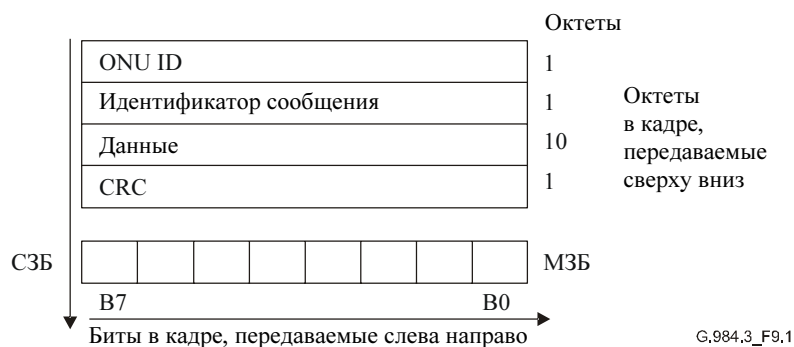 Октеты
ONU ID 1
Идентификатор сообщения 1
Данные 10
CRC 1
Октеты
в кадре,
передаваемые
сверху вниз
СЗБ МЗБ
B7 B0
Биты в кадре, передаваемые слева направо
G.984.3_F9.1